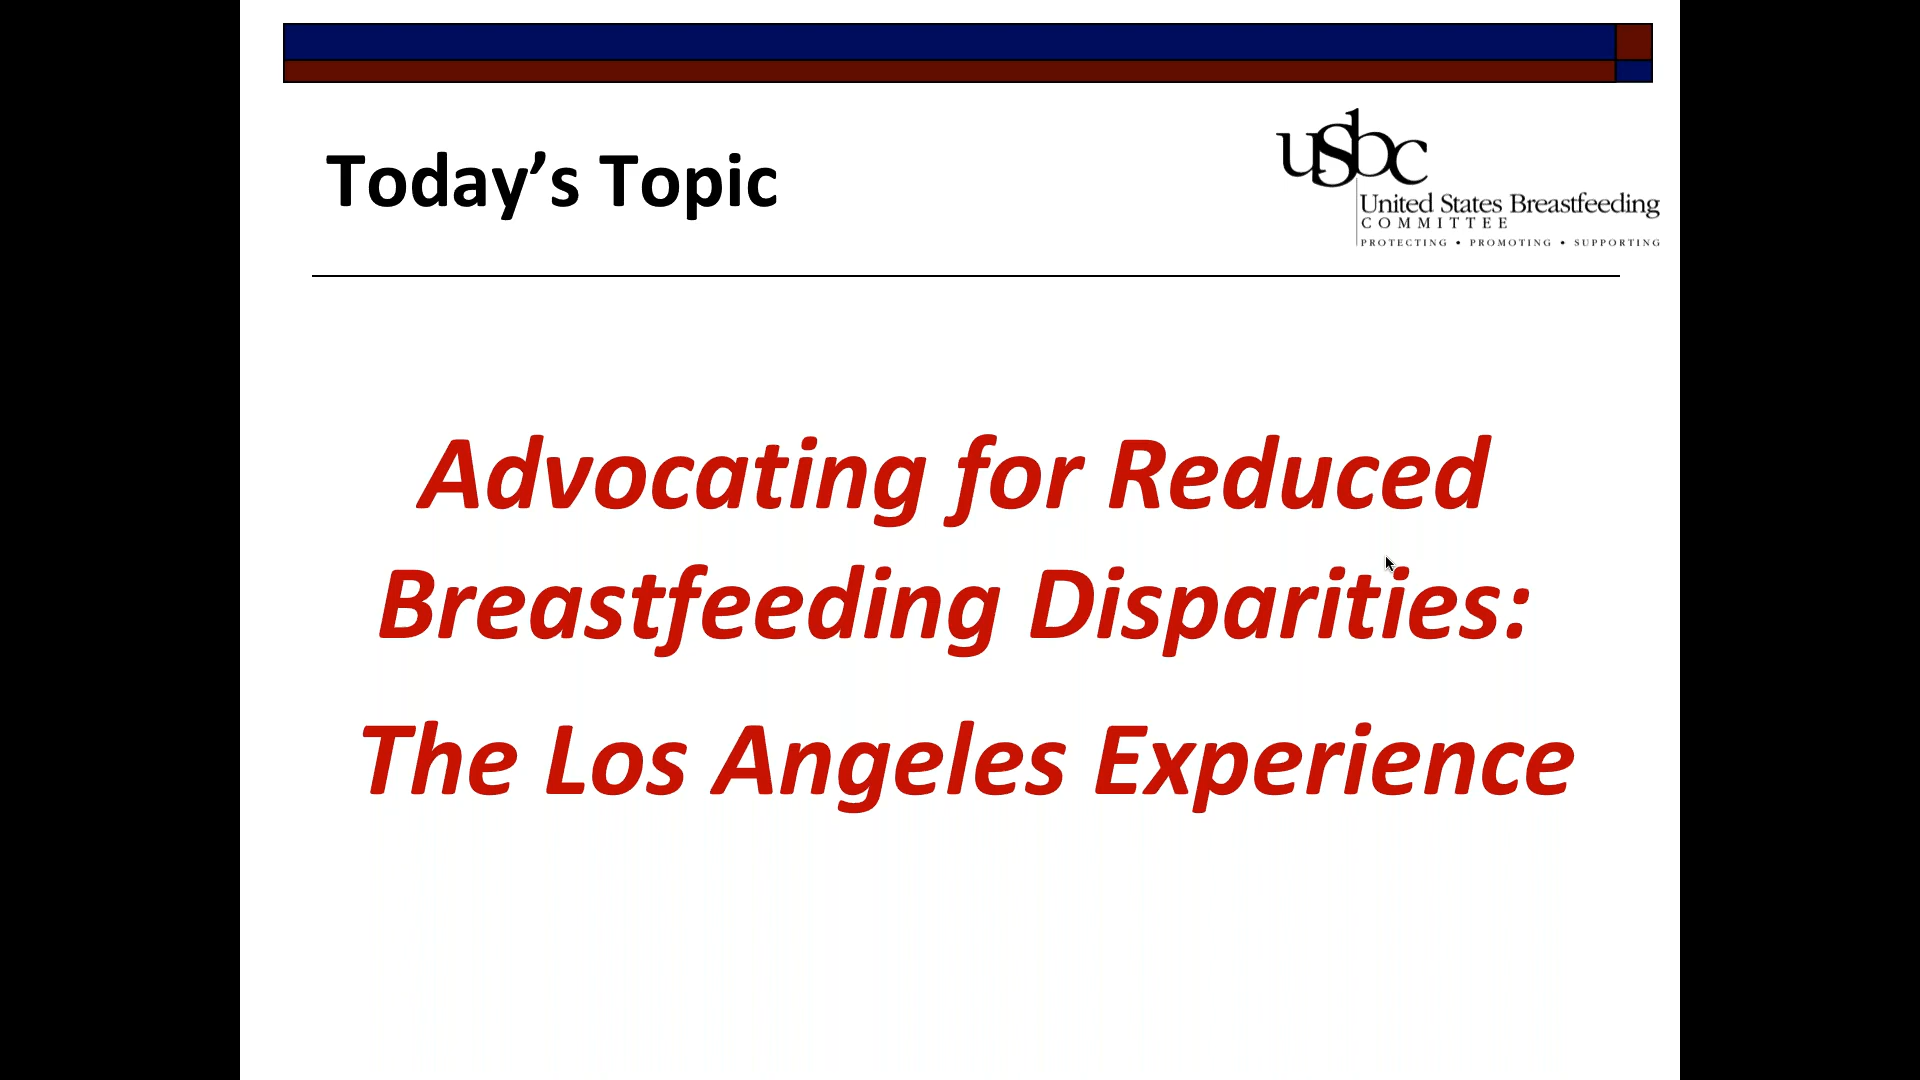 Today’s Topic
usbc
United States Breastfeeding
COMMITTEE
PROTECTING • PROMOTING • SUPPORTING
Advocating for Reduced
Breastfeeding Disparities:
The Los Angeles Experience